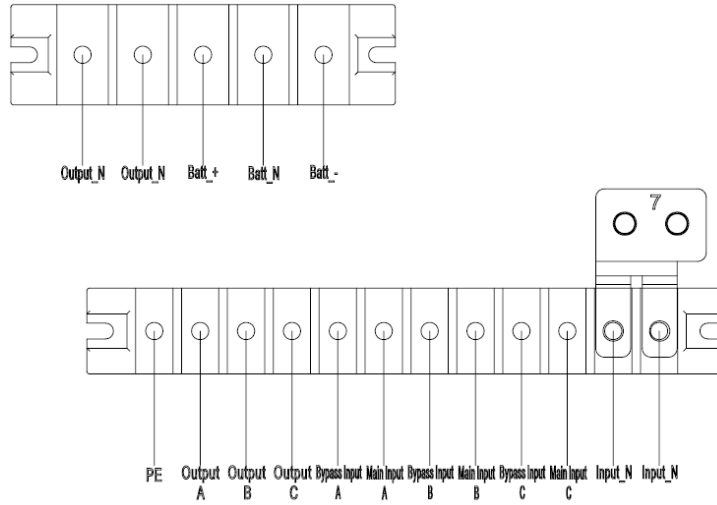 Output_N Output_N Batt_+ Batt_N Batt_-
7
PE Output Output Output Bypass Input Main Input Bypass Input Main Input Bypass Input Main Input Input_N Input_N
A B C A A B B C C